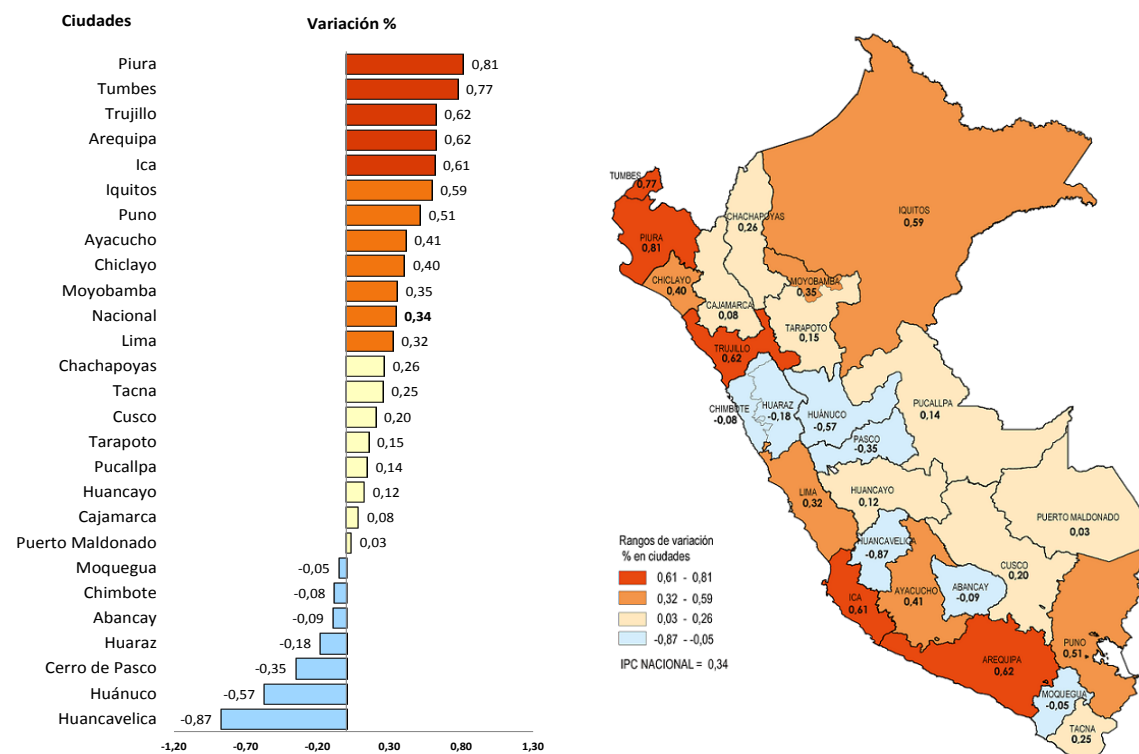 Ciudades
Variación %
Piura 0,81
Tumbes 0,77
Trujillo 0,62
Arequipa 0,62
Ica 0,61
Iquitos 0,59
Puno 0,51
Ayacucho 0,41
Chiclayo 0,40
Moyobamba 0,35
Nacional 0,34
Lima 0,32
Chachapoyas 0,26
Tacna 0,25
Cusco 0,20
Tarapoto 0,15
Pucallpa 0,14
Huancayo 0,12
Cajamarca 0,08
Puerto Maldonado 0,03
Moquegua -0,05
Chimbote -0,08
Abancay -0,09
Huaraz -0,18
Cerro de Pasco -0,35
Huánuco -0,57
Huancavelica -0,87
-1,20 -0,70 -0,20 0,30 0,80 1,30
TUMBES
0,77
PIURA
0,81
CHACHAPOYAS
0,26
IQUITOS
0,59
CHICLAYO
0,40
MOYOBAMBA
0,35
CAJAMARCA
0,08
TARAPOTO
0,15
TRUJILLO
0,62
CHIMBOTE
-0,08
HUARAZ
-0,18
HUÁNUCO
-0,57
PUCALLPA
0,14
PASCO
-0,35
LIMA
0,32
HUANCAYO
0,12
PUERTO MALDONADO
0,03
HUANCAVELICA
-0,87
CUSCO
0,20
ABANCAY
-0,09
AYACUCHO
0,41
ICA
0,61
PUNO
0,51
AREQUIPA
0,62
MOQUEGUA
-0,05
TACNA
0,25
Rangos de variación
% en ciudades
0,61 - 0,81
0,32 - 0,59
0,03 - 0,26
-0,87 - -0,05
IPC NACIONAL = 0,34